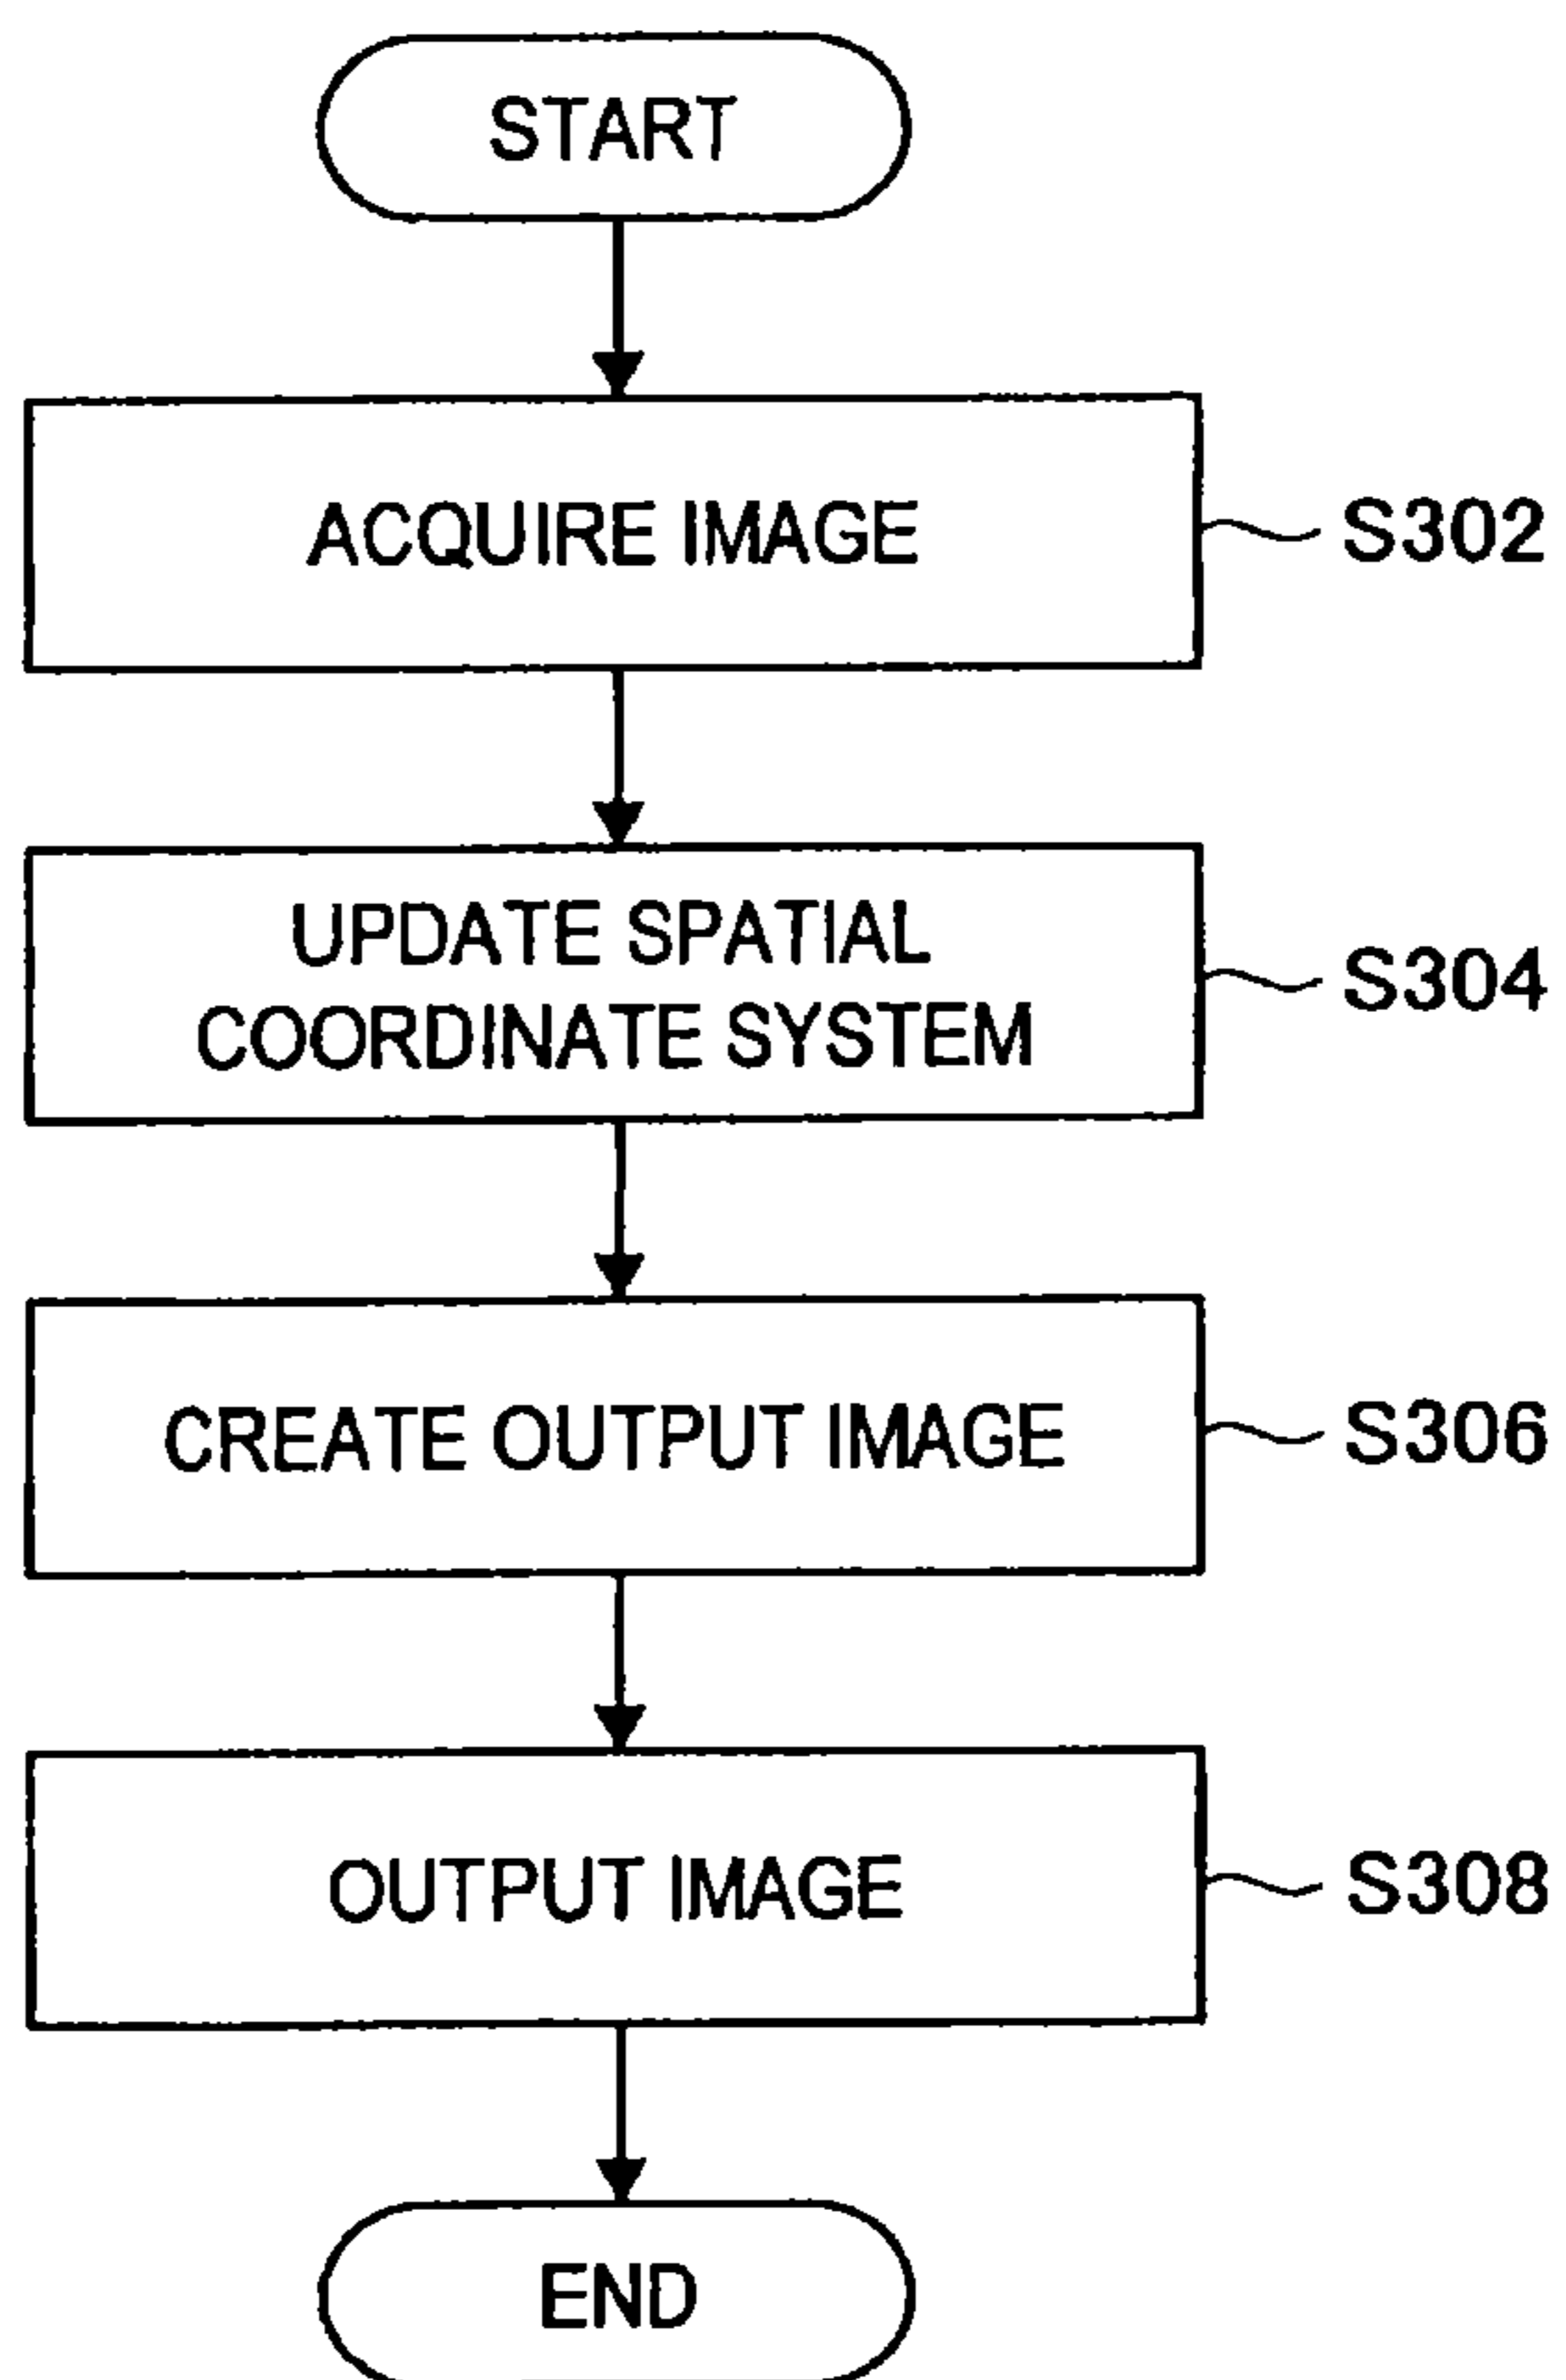 START
ACQUIRE IMAGE
S302
UPDATE SPATIAL
COORDINATE SYSTEM
S304
CREATE OUTPUT IMAGE
S306
OUTPUT IMAGE
S308
END